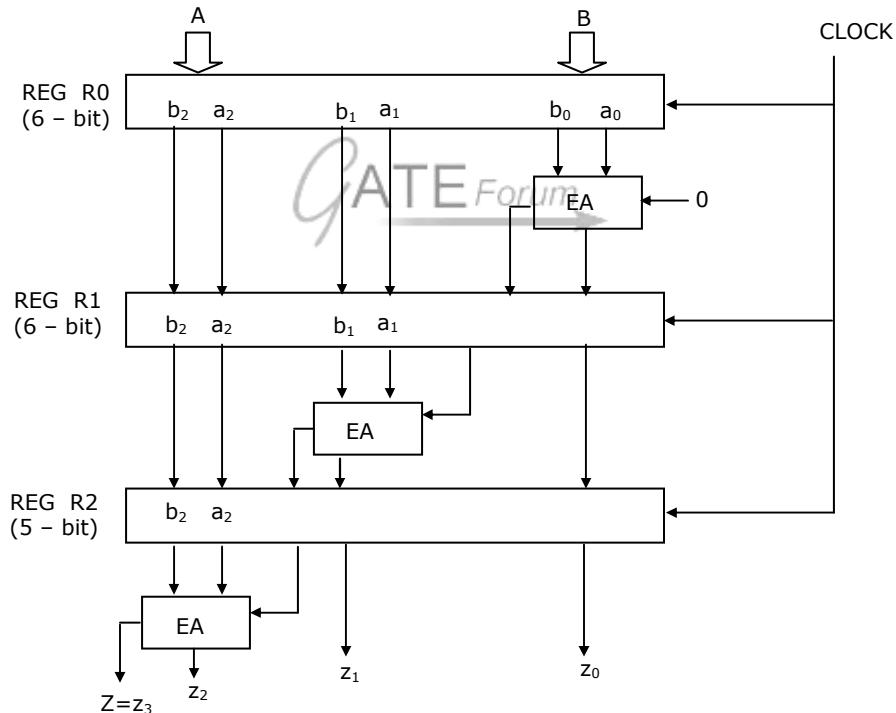 A B
CLOCK
REG R0
(6 – bit)
b2 a2 b1 a1 b0 a0
GATE Forum
EA 0
REG R1
(6 – bit)
b2 a2 b1 a1
EA
REG R2
(5 – bit)
b2 a2
EA
Z=z3 z2 z1 z0